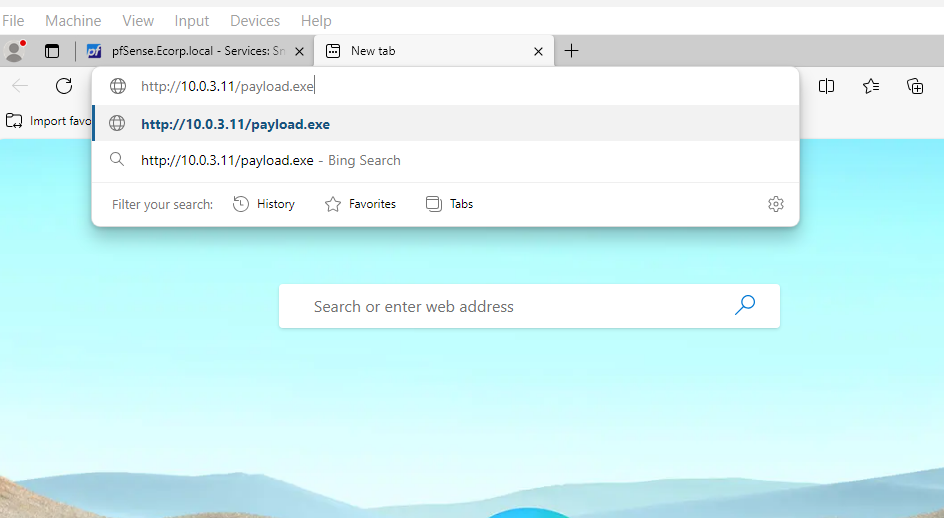 File Machine View Input Devices Help
pf pfSense.Ecorp.local - Services: Sn New tab
http://10.0.3.11/payload.exe
Import favo
http://10.0.3.11/payload.exe
http://10.0.3.11/payload.exe - Bing Search
Filter your search: History Favorites Tabs
Search or enter web address